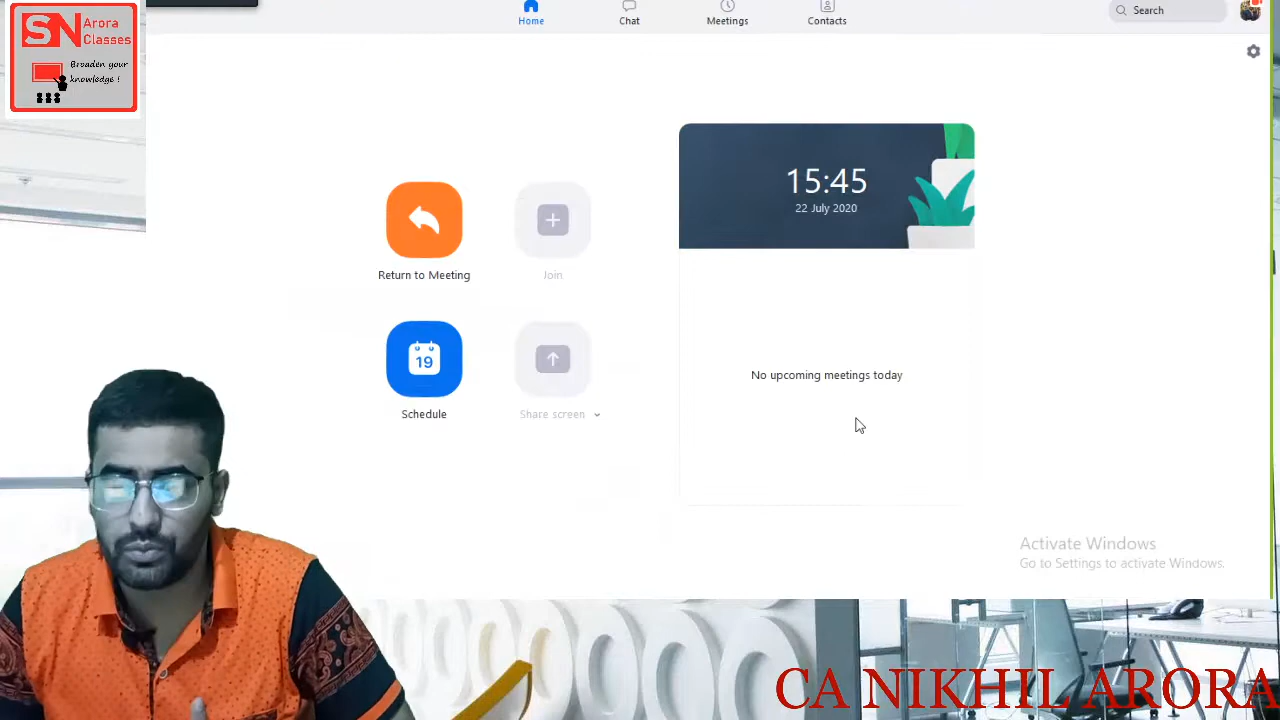 SN Arora
Classes
Broaden your
knowledge !
Home
Chat
Meetings
Contacts
Search
15:45
22 July 2020
Return to Meeting
Join
19
Schedule
Share screen
No upcoming meetings today
Activate Windows
Go to Settings to activate Windows.
CA NIKHIL ARORA